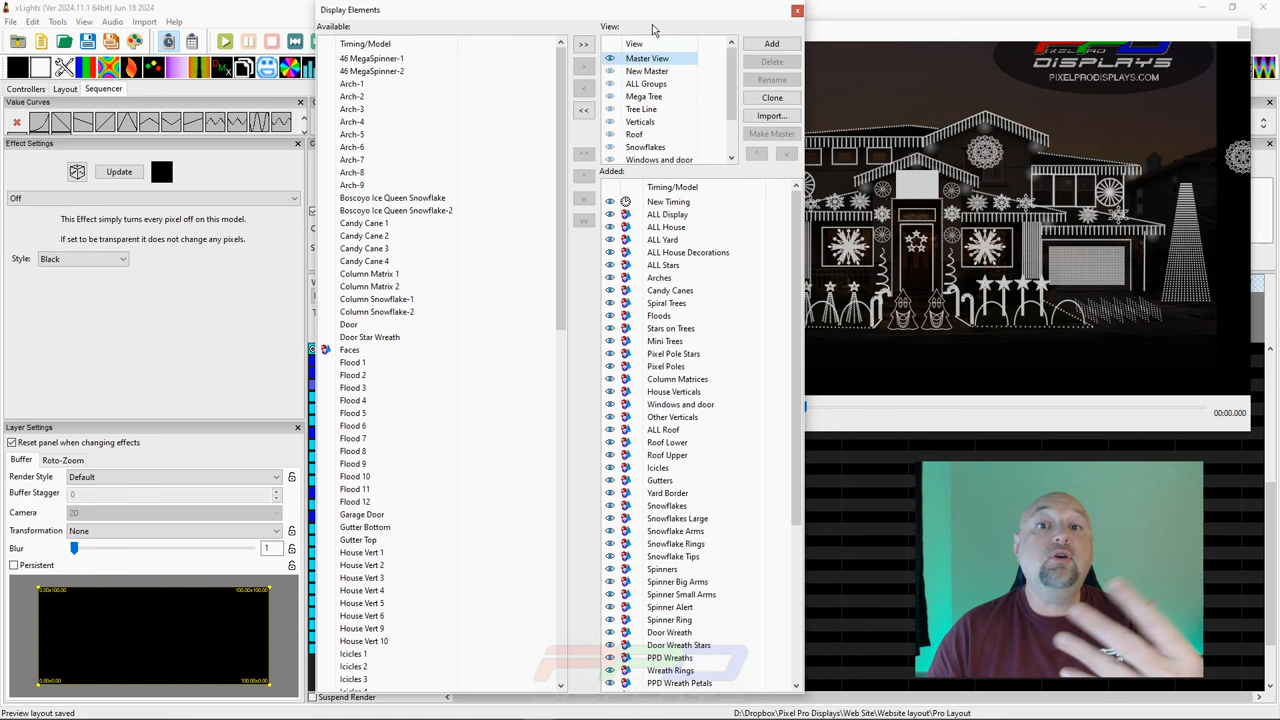 xLights (Ver 2024.11.1 64bit) Jun 18 2024
File Edit Tools View Audio Import Help
Controllers Layout Sequencer
Value Curves
Effect Settings
Update
Off
This Effect simply turns every pixel off on this model.
If set to be transparent it does not change any pixels.
Style: Black
Layer Settings
Reset panel when changing effects
Buffer Roto-Zoom
Render Style Default
Buffer Stagger 0
Camera 2D
Transformation None
Blur 1
Persistent
0.00x100.00 100.00x100.00
0.00x0.00 100.00x0.00
Preview layout saved
Display Elements
Available:
Timing/Model
46 MegaSpinner-1
46 MegaSpinner-2
Arch-1
Arch-2
Arch-3
Arch-4
Arch-5
Arch-6
Arch-7
Arch-8
Arch-9
Boscoyo Ice Queen Snowflake
Boscoyo Ice Queen Snowflake-2
Candy Cane 1
Candy Cane 2
Candy Cane 3
Candy Cane 4
Column Matrix 1
Column Matrix 2
Column Snowflake-1
Column Snowflake-2
Door
Door Star Wreath
Faces
Flood 1
Flood 2
Flood 3
Flood 4
Flood 5
Flood 6
Flood 7
Flood 8
Flood 9
Flood 10
Flood 11
Flood 12
Garage Door
Gutter Bottom
Gutter Top
House Vert 1
House Vert 2
House Vert 3
House Vert 4
House Vert 5
House Vert 6
House Vert 9
House Vert 10
Icicles 1
Icicles 2
Icicles 3
Suspend Render
>>
>
<
<<
View:
View
Master View
New Master
ALL Groups
Mega Tree
Tree Line
Verticals
Roof
Snowflakes
Windows and door
Add
Delete
Rename
Clone
Import...
Make Master
Added:
Timing/Model
New Timing
ALL Display
ALL House
ALL Yard
ALL House Decorations
ALL Stars
Arches
Candy Canes
Spiral Trees
Floods
Stars on Trees
Mini Trees
Pixel Pole Stars
Pixel Poles
Column Matrices
House Verticals
Windows and door
Other Verticals
ALL Roof
Roof Lower
Roof Upper
Icicles
Gutters
Yard Border
Snowflakes
Snowflakes Large
Snowflake Arms
Snowflake Rings
Snowflake Tips
Spinners
Spinner Big Arms
Spinner Small Arms
Spinner Alert
Spinner Ring
Door Wreath
Door Wreath Stars
PPD Wreaths
Wreath Rings
PPD Wreath Petals
DISPLAYS
PIXELPRODISPLAYS.COM
00:00.000
D:\Dropbox\Pixel Pro Displays\Web Site\Website layout\Pro Layout